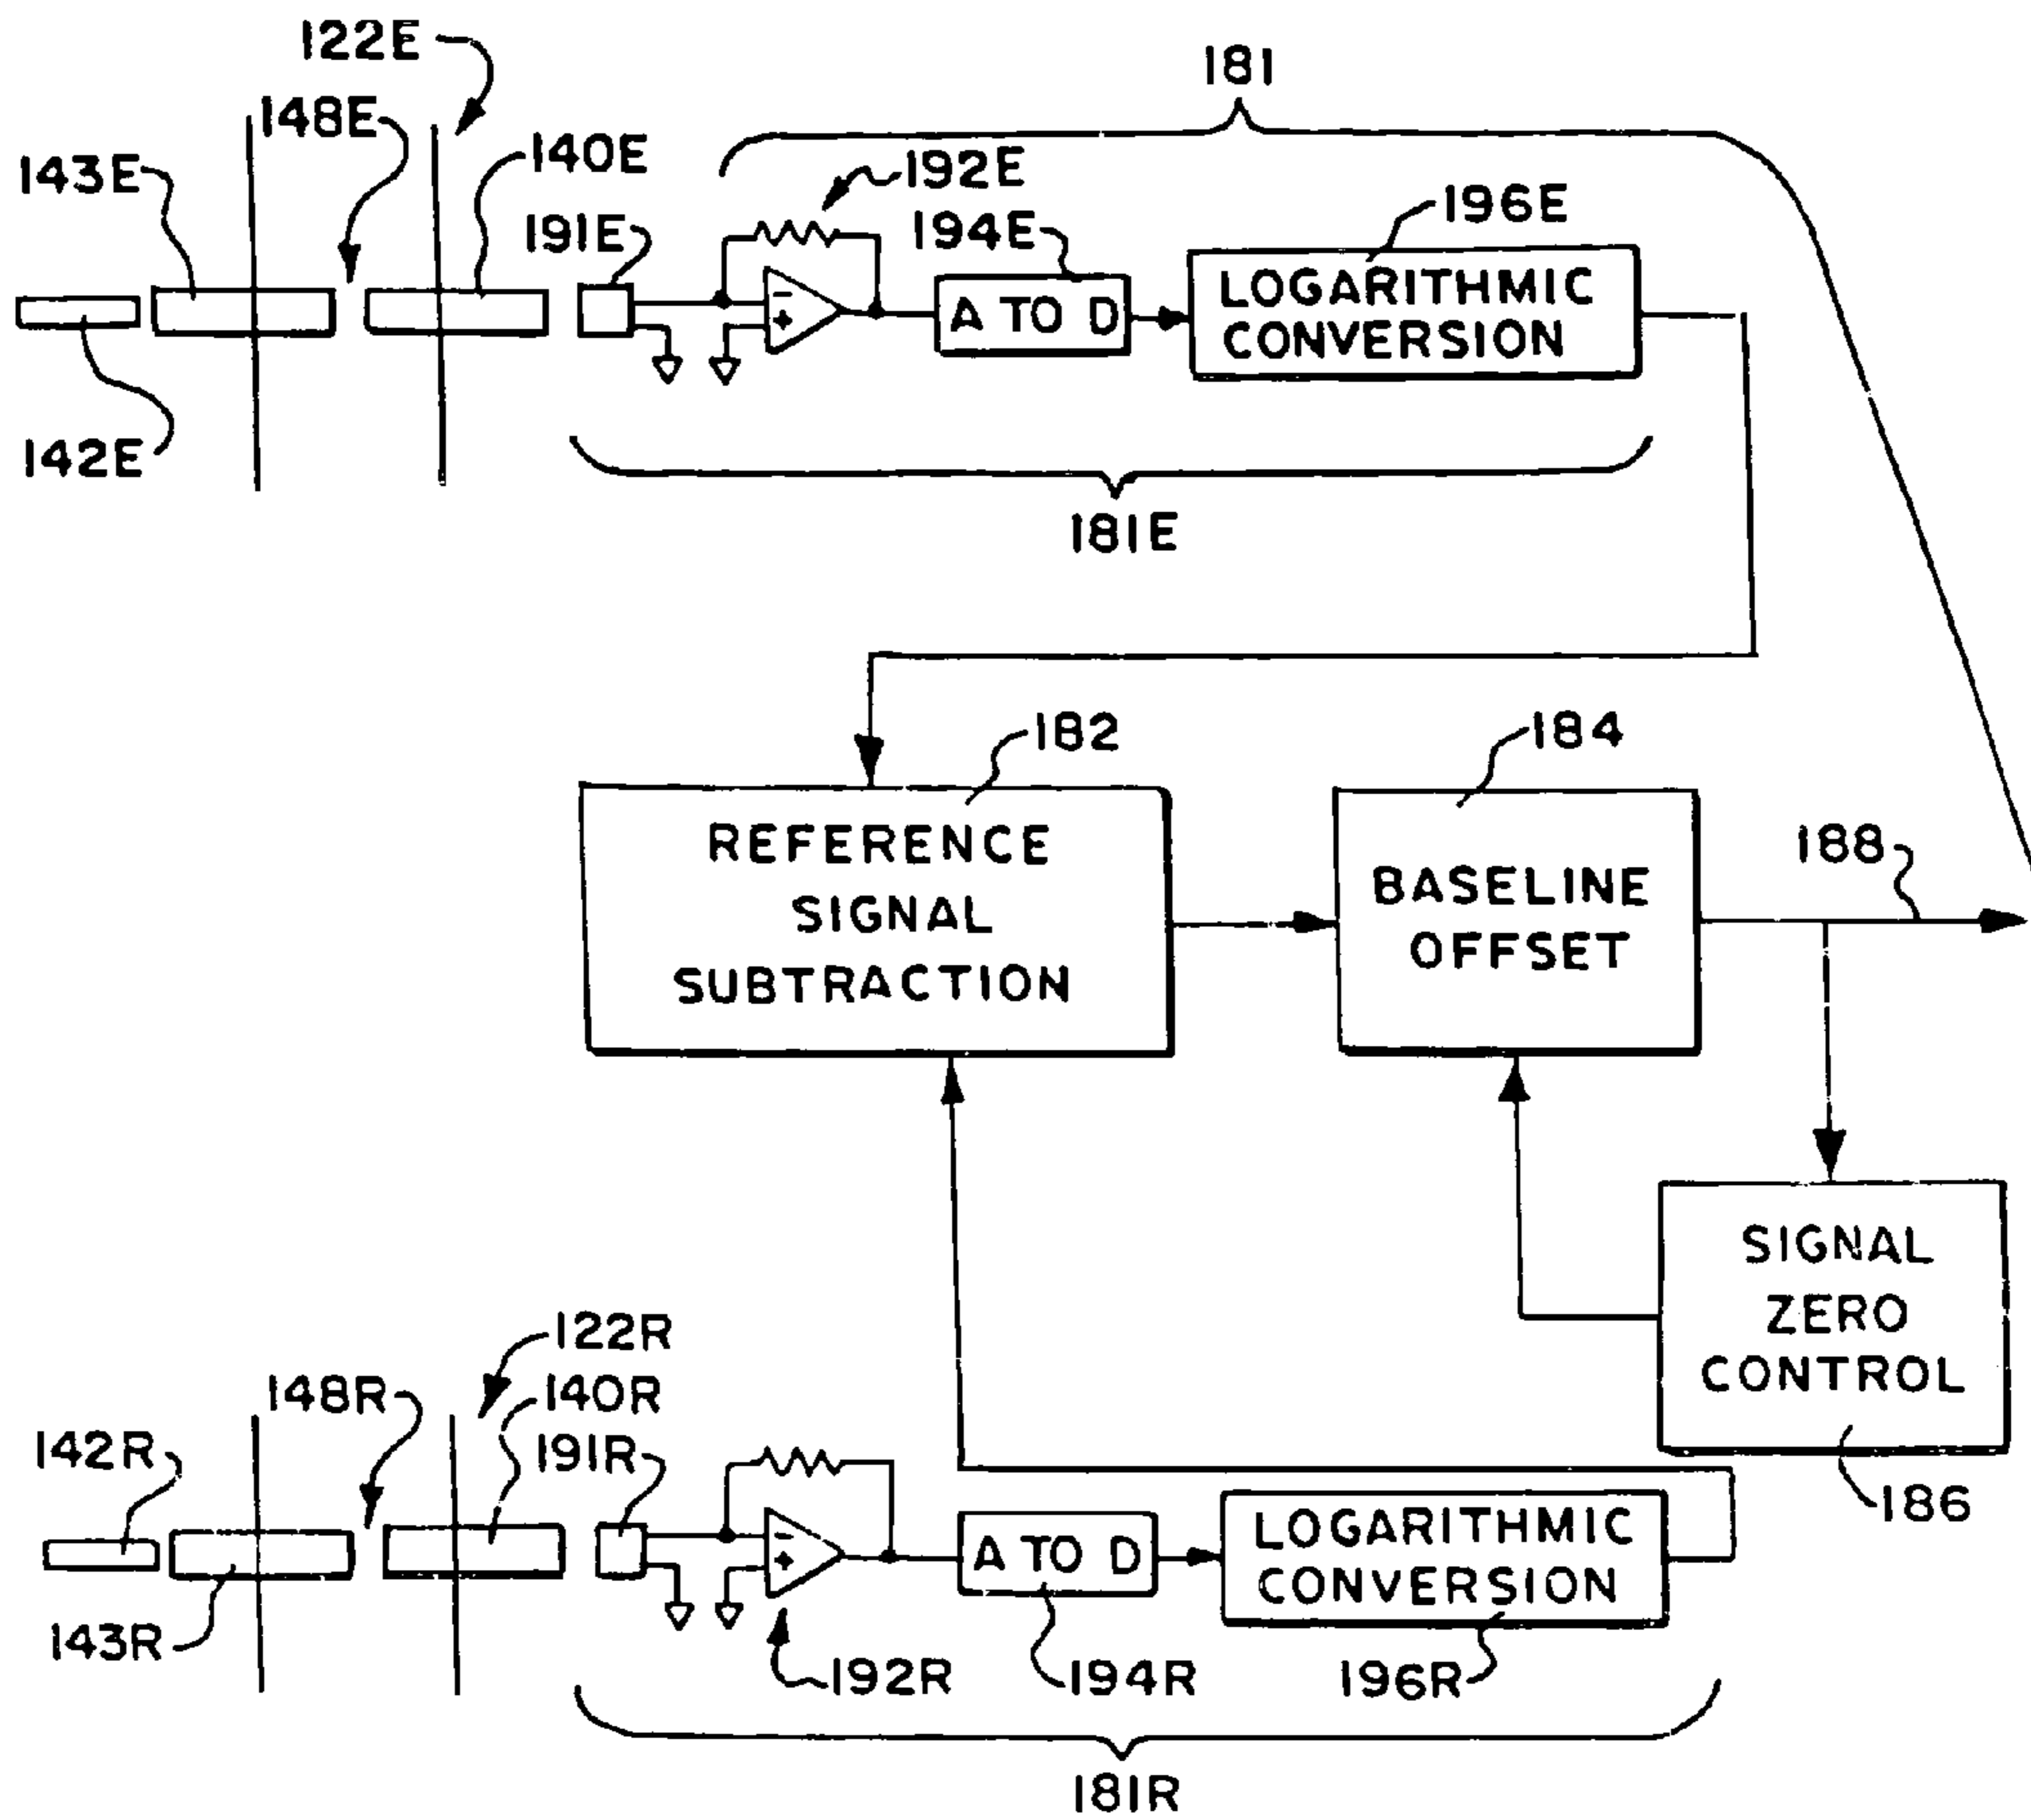 122E
181
148E
140E
143E
192E
196E
191E
194E
A TO D
LOGARITHMIC
CONVERSION
-
+
142E
181E
182
184
REFERENCE
SIGNAL
SUBTRACTION
BASELINE
OFFSET
188
SIGNAL
ZERO
CONTROL
186
122R
148R
140R
142R
191R
A TO D
LOGARITHMIC
CONVERSION
-
+
143R
192R
194R
196R
181R